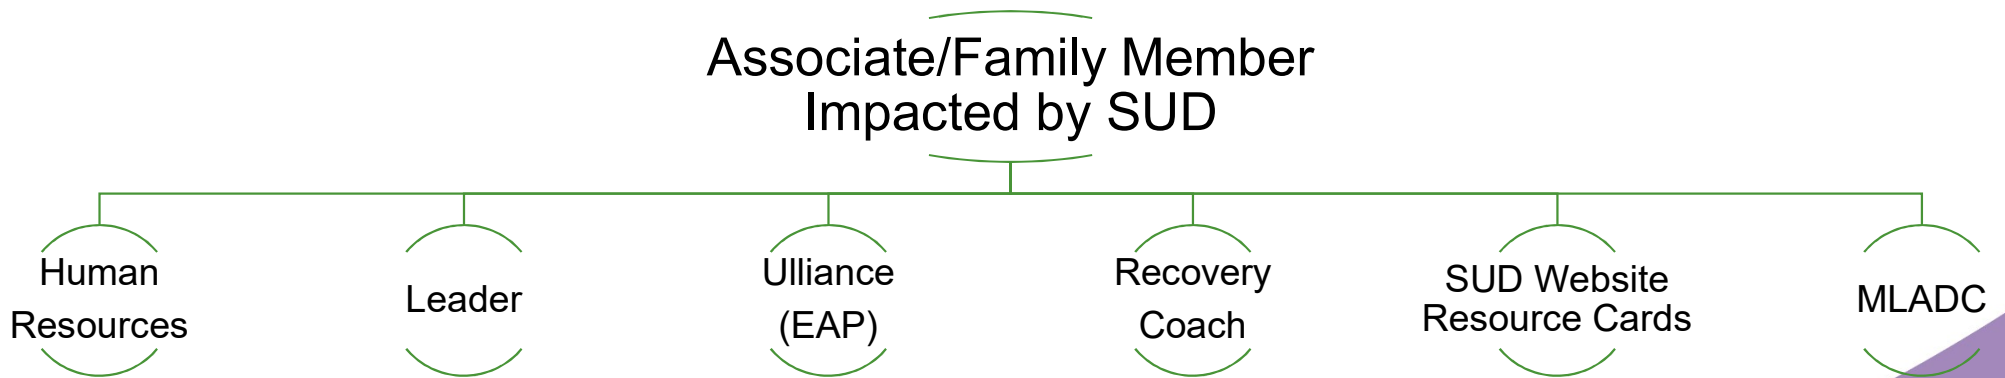 Associate/Family Member
Impacted by SUD
Human
Resources
Leader
Ulliance
(EAP)
Recovery
Coach
SUD Website
Resource Cards
MLADC